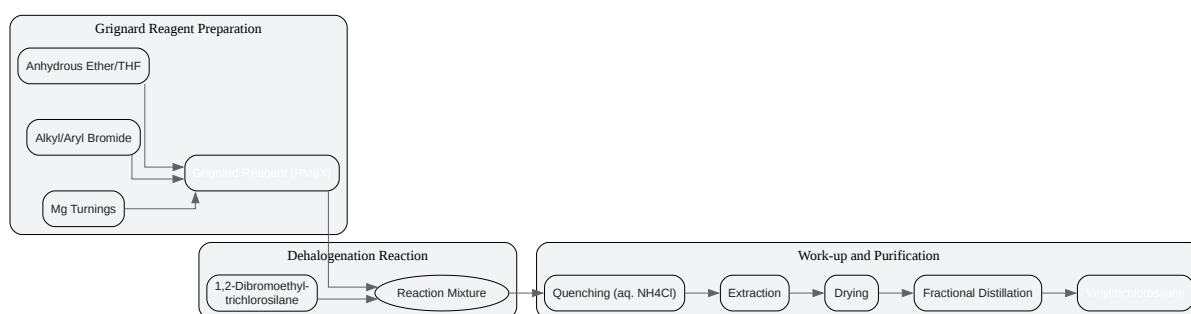 Grignard Reagent Preparation
Anhydrous Ether/THF
Alkyl/Aryl Bromide
Grignard Reagent (RMgX)
Mg Turnings
Dehalogenation Reaction
1,2-Dibromoethyl-
trichlorosilane
Reaction Mixture
Work-up and Purification
Quenching (aq. NH4Cl)
Extraction
Drying
Fractional Distillation
Vinyltrichlorosilane